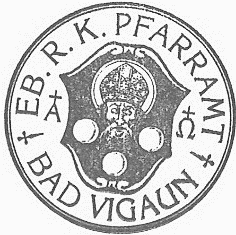 † EB. R. K. PFARRAMT †
BAD VIGAUN
A C